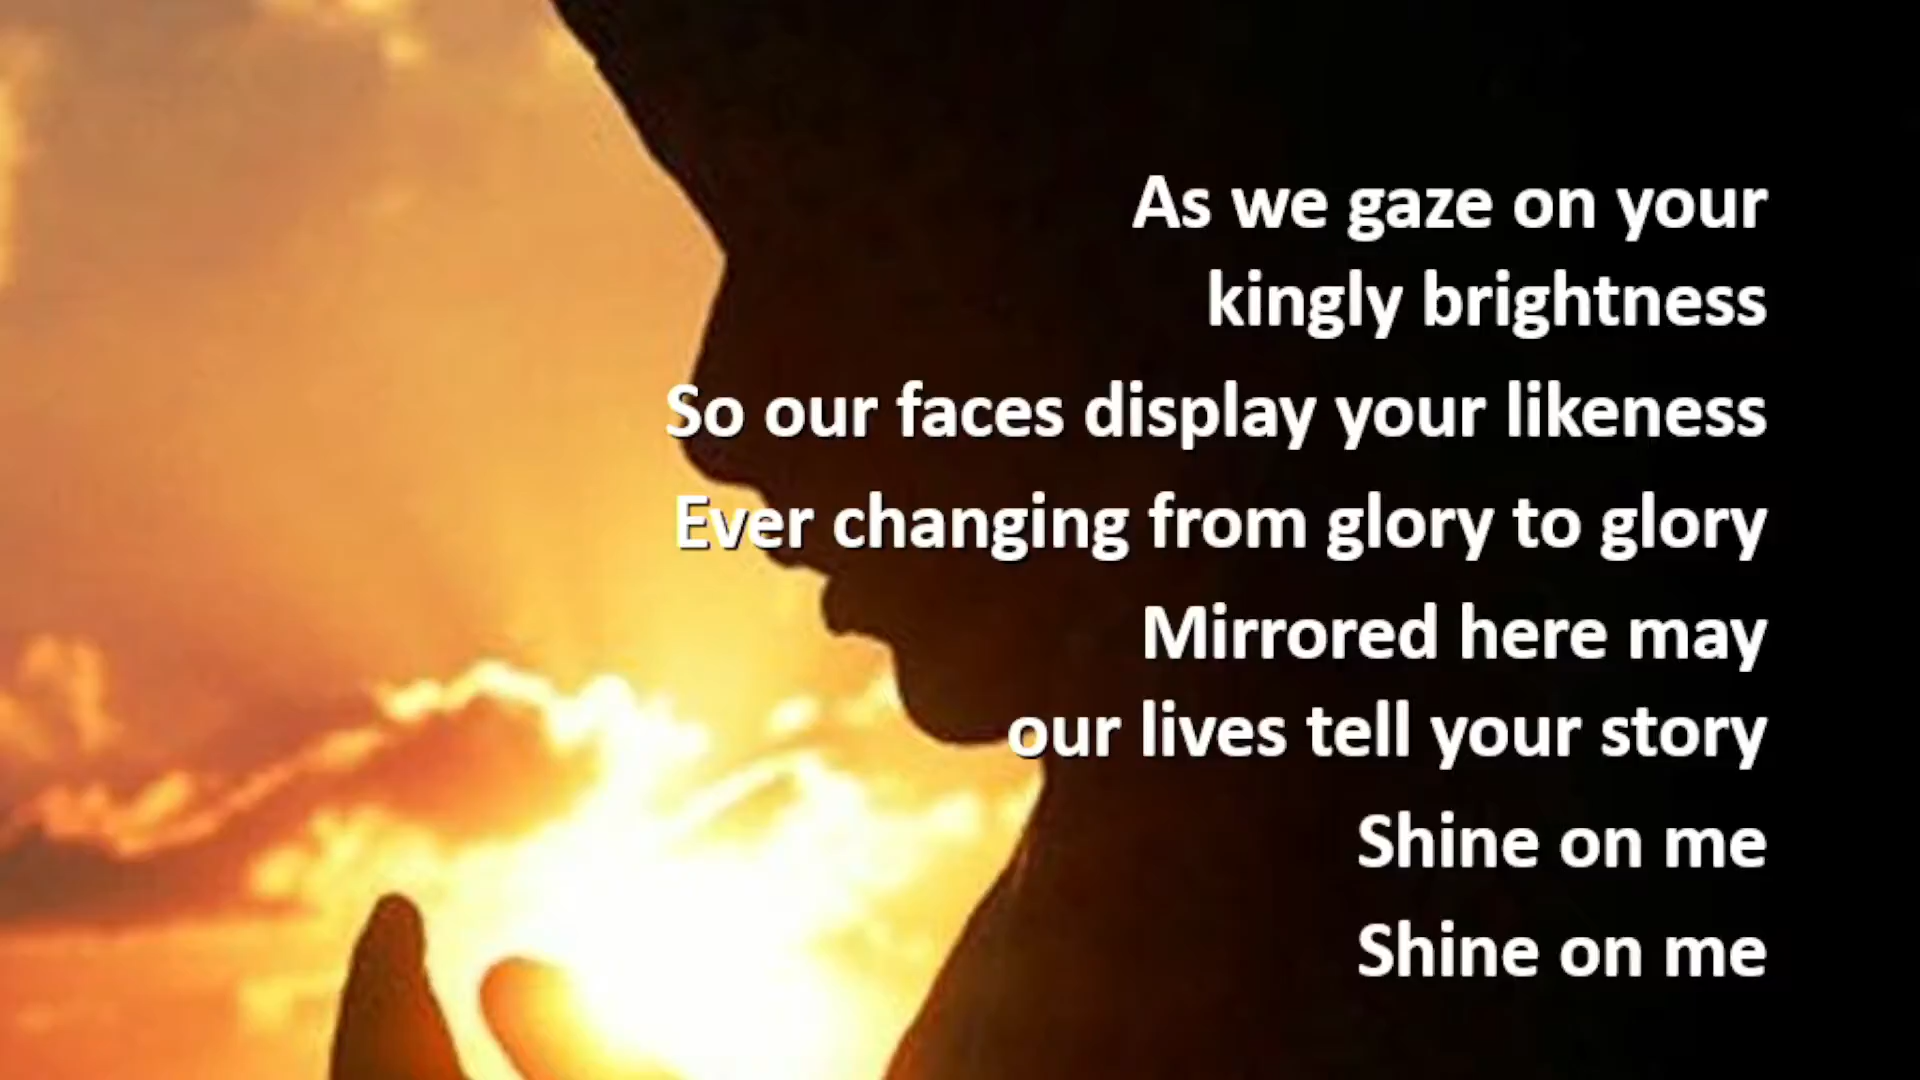 As we gaze on your
kingly brightness
So our faces display your likeness
Ever changing from glory to glory
Mirrored here may
our lives tell your story
Shine on me
Shine on me